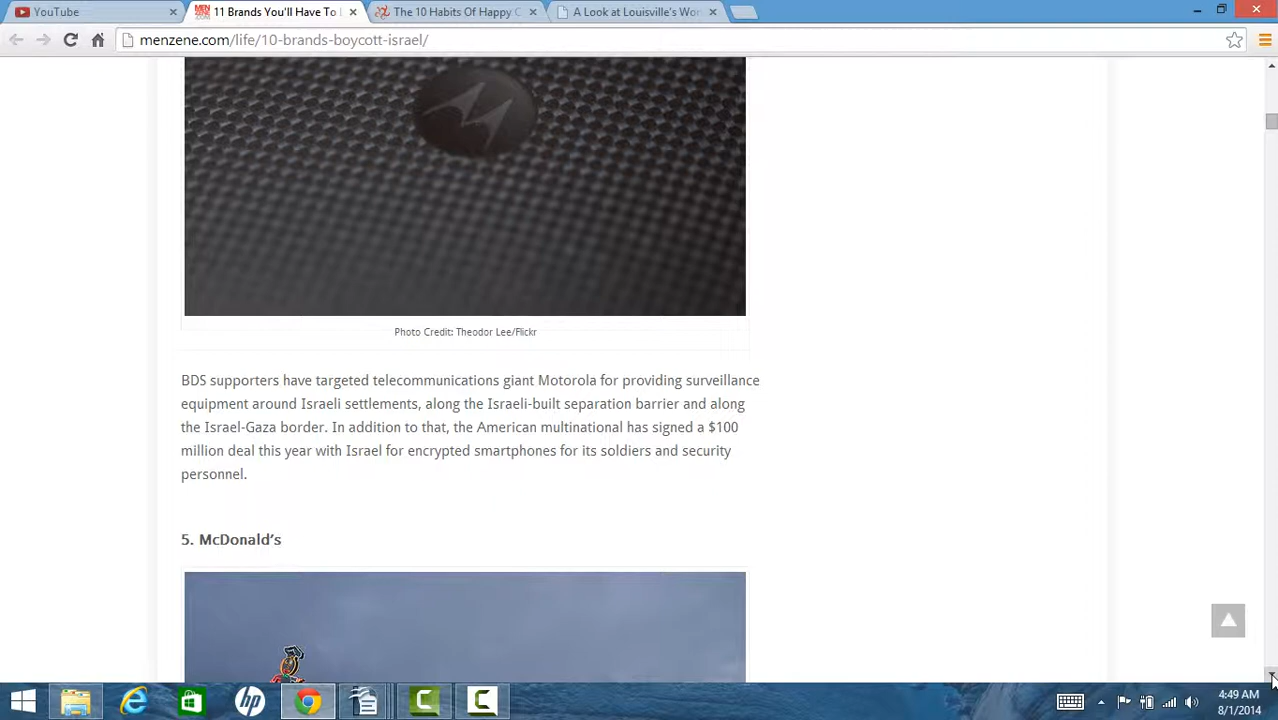 YouTube
MEN ZENE.COM 11 Brands You'll Have To
The 10 Habits Of Happy C
A Look at Louisville's Wor
menzene.com/life/10-brands-boycott-israel/
Photo Credit: Theodor Lee/Flickr
BDS supporters have targeted telecommunications giant Motorola for providing surveillance
equipment around Israeli settlements, along the Israeli-built separation barrier and along
the Israel-Gaza border. In addition to that, the American multinational has signed a $100
million deal this year with Israel for encrypted smartphones for its soldiers and security
personnel.
5. McDonald's
4:49 AM
8/1/2014